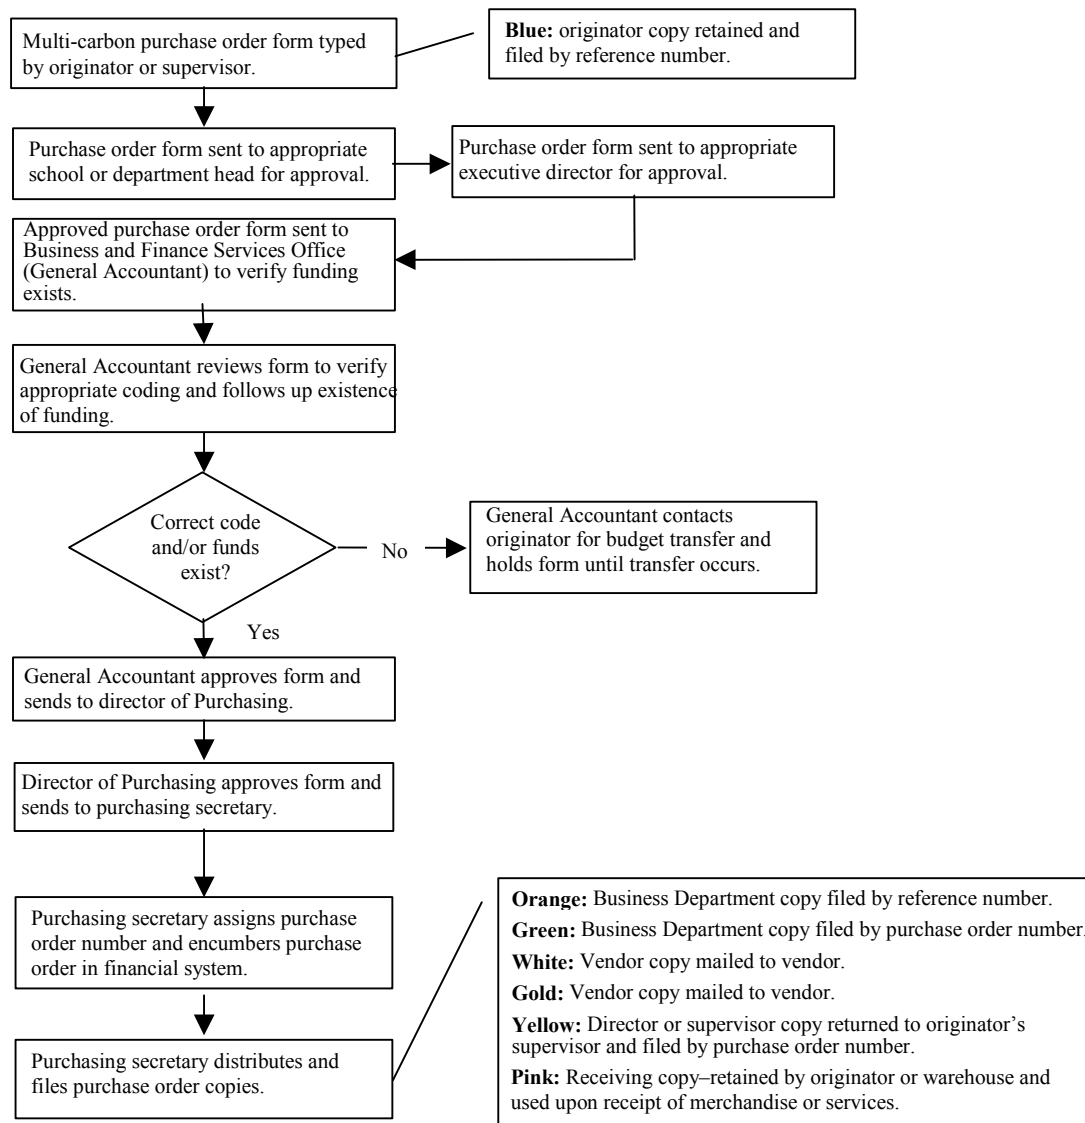 Multi-carbon purchase order form typed
by originator or supervisor.
Blue: originator copy retained and
filed by reference number.
Purchase order form sent to appropriate
school or department head for approval.
Purchase order form sent to appropriate
executive director for approval.
Approved purchase order form sent to
Business and Finance Services Office
(General Accountant) to verify funding
exists.
General Accountant reviews form to verify
appropriate coding and follows up existence
of funding.
Correct code
and/or funds
exist?
No
General Accountant contacts
originator for budget transfer and
holds form until transfer occurs.
Yes
General Accountant approves form and
sends to director of Purchasing.
Director of Purchasing approves form and
sends to purchasing secretary.
Purchasing secretary assigns purchase
order number and encumbers purchase
order in financial system.
Purchasing secretary distributes and
files purchase order copies.
Orange: Business Department copy filed by reference number.
Green: Business Department copy filed by purchase order number.
White: Vendor copy mailed to vendor.
Gold: Vendor copy mailed to vendor.
Yellow: Director or supervisor copy returned to originator’s
supervisor and filed by purchase order number.
Pink: Receiving copy–retained by originator or warehouse and
used upon receipt of merchandise or services.